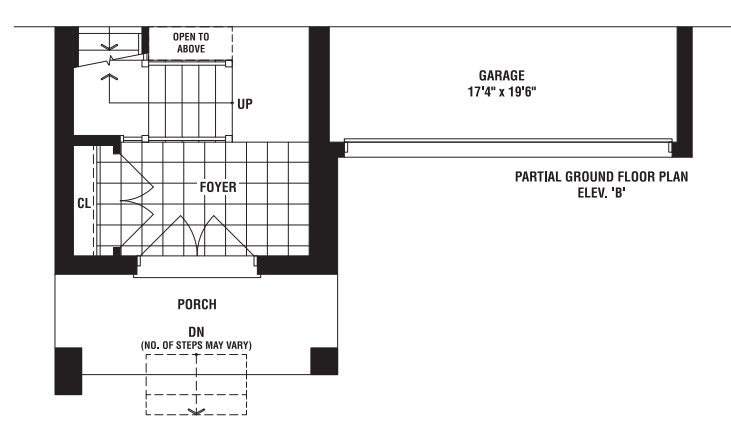 OPEN TO
ABOVE
GARAGE
17'4" x 19'6"
UP
PARTIAL GROUND FLOOR PLAN
ELEV. 'B'
FOYER
CL
PORCH
DN
(NO. OF STEPS MAY VARY)